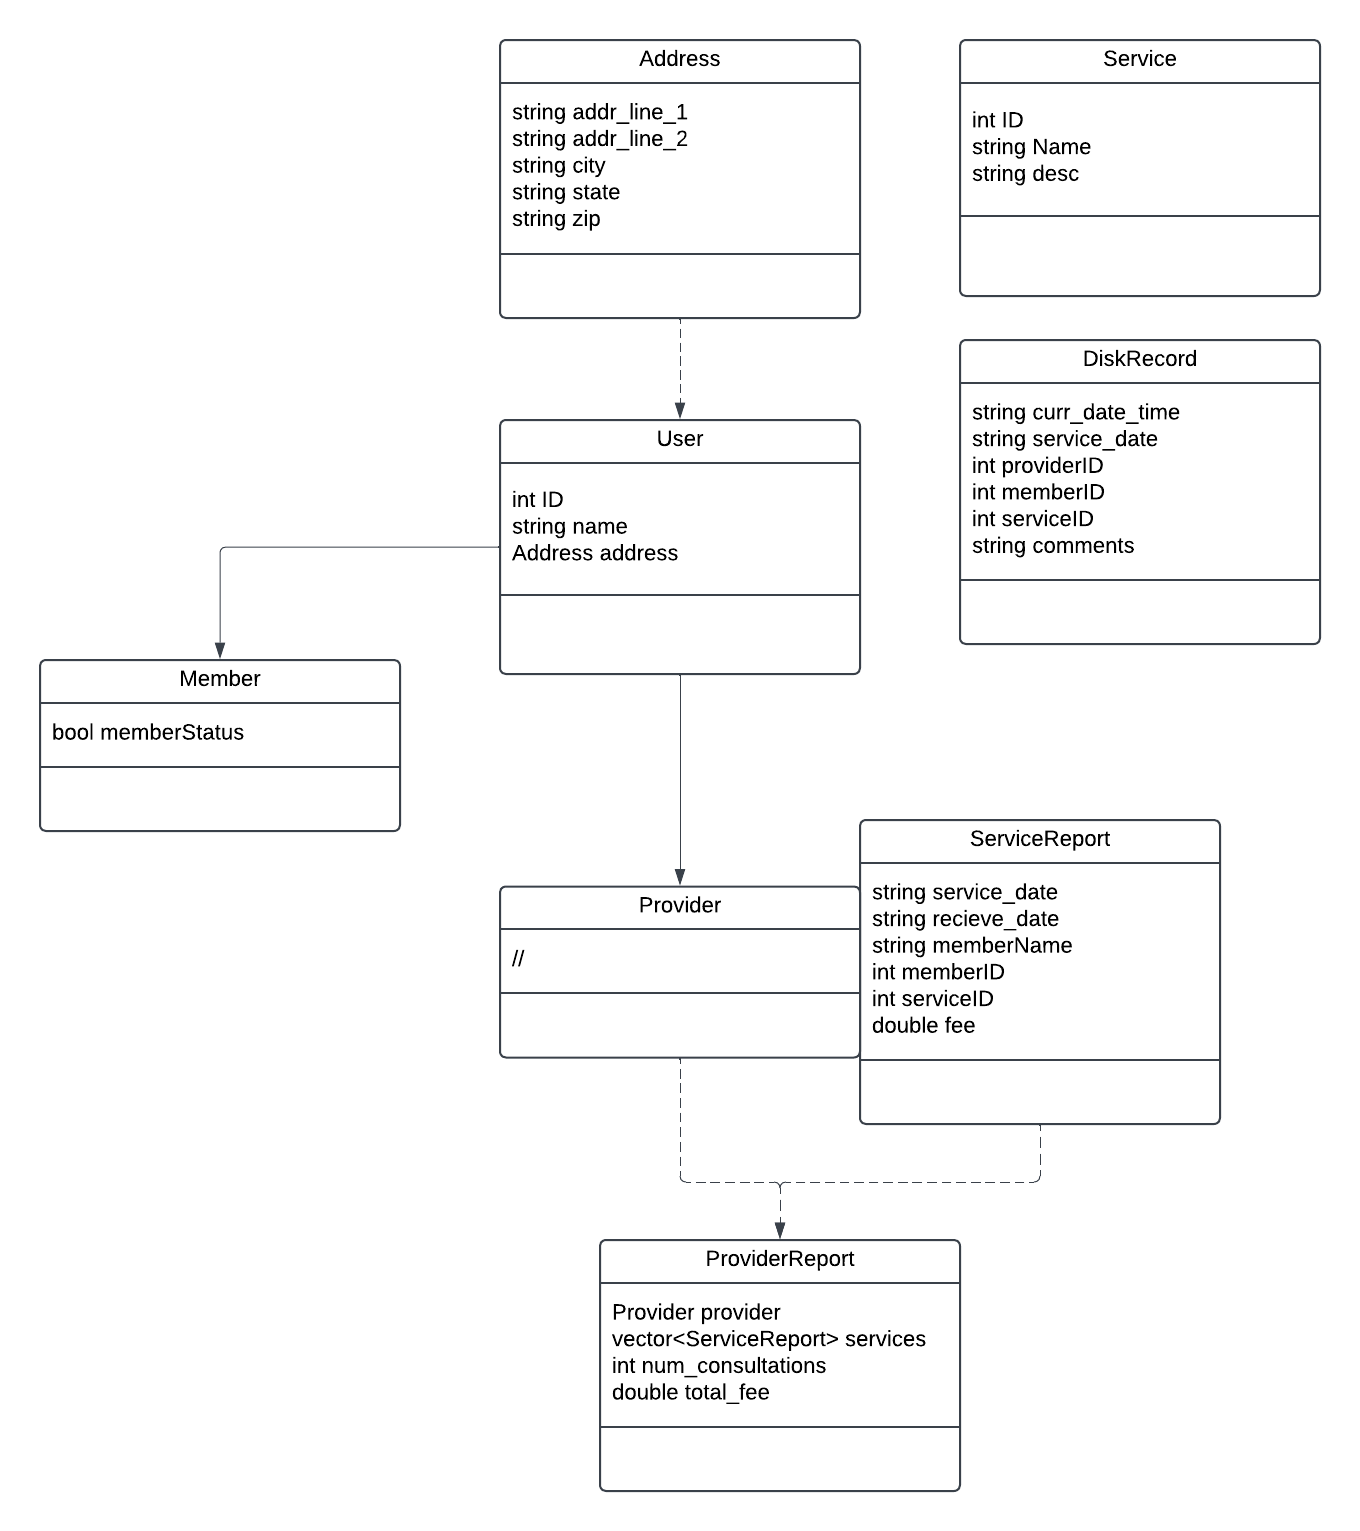 Address
string addr_line_1
string addr_line_2
string city
string state
string zip
Service
int ID
string Name
string desc
DiskRecord
string curr_date_time
string service_date
int providerID
int memberID
int serviceID
string comments
User
int ID
string name
Address address
Member
bool memberStatus
Provider
//
ServiceReport
string service_date
string recieve_date
string memberName
int memberID
int serviceID
double fee
ProviderReport
Provider provider
vector<ServiceReport> services
int num_consultations
double total_fee